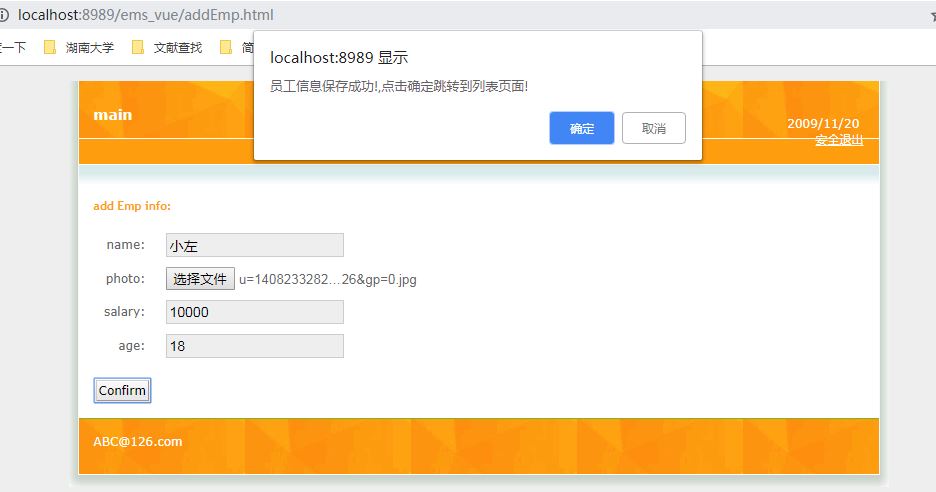 localhost:8989/ems_vue/addEmp.html
一下 湖南大学 文献查找 简
localhost:8989 显示
员工信息保存成功!,点击确定跳转到列表页面!
确定 取消
main
2009/11/20
安全退出
add Emp info:
name: 小左
photo: 选择文件 u=1408233282...26&gp=0.jpg
salary: 10000
age: 18
Confirm
ABC@126.com